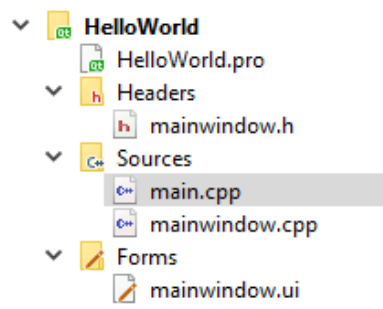 HelloWorld
HelloWorld.pro
Headers
mainwindow.h
Sources
main.cpp
mainwindow.cpp
Forms
mainwindow.ui